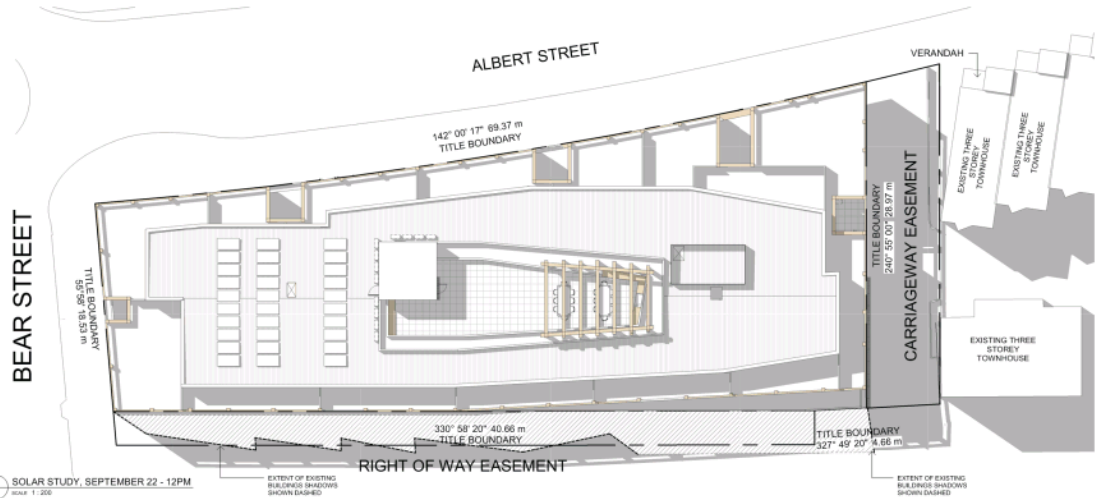 ALBERT STREET
VERANDAH
142° 00' 17" 69.37 m
TITLE BOUNDARY
EXISTING THREE
STOREY
TOWNHOUSE
EXISTING THREE
STOREY
TOWNHOUSE
BEAR STREET
TITLE BOUNDARY
55°58' 18.53 m
TITLE BOUNDARY
240° 55' 00" 28.97 m
CARRIAGEWAY EASEMENT
EXISTING THREE
STOREY
TOWNHOUSE
330° 58' 20" 40.66 m
TITLE BOUNDARY
TITLE BOUNDARY
327° 49' 20" 4.66 m
RIGHT OF WAY EASEMENT
SOLAR STUDY, SEPTEMBER 22 - 12PM
SCALE 1 : 200
EXTENT OF EXISTING
BUILDINGS SHADOWS
SHOWN DASHED
EXTENT OF EXISTING
BUILDINGS SHADOWS
SHOWN DASHED